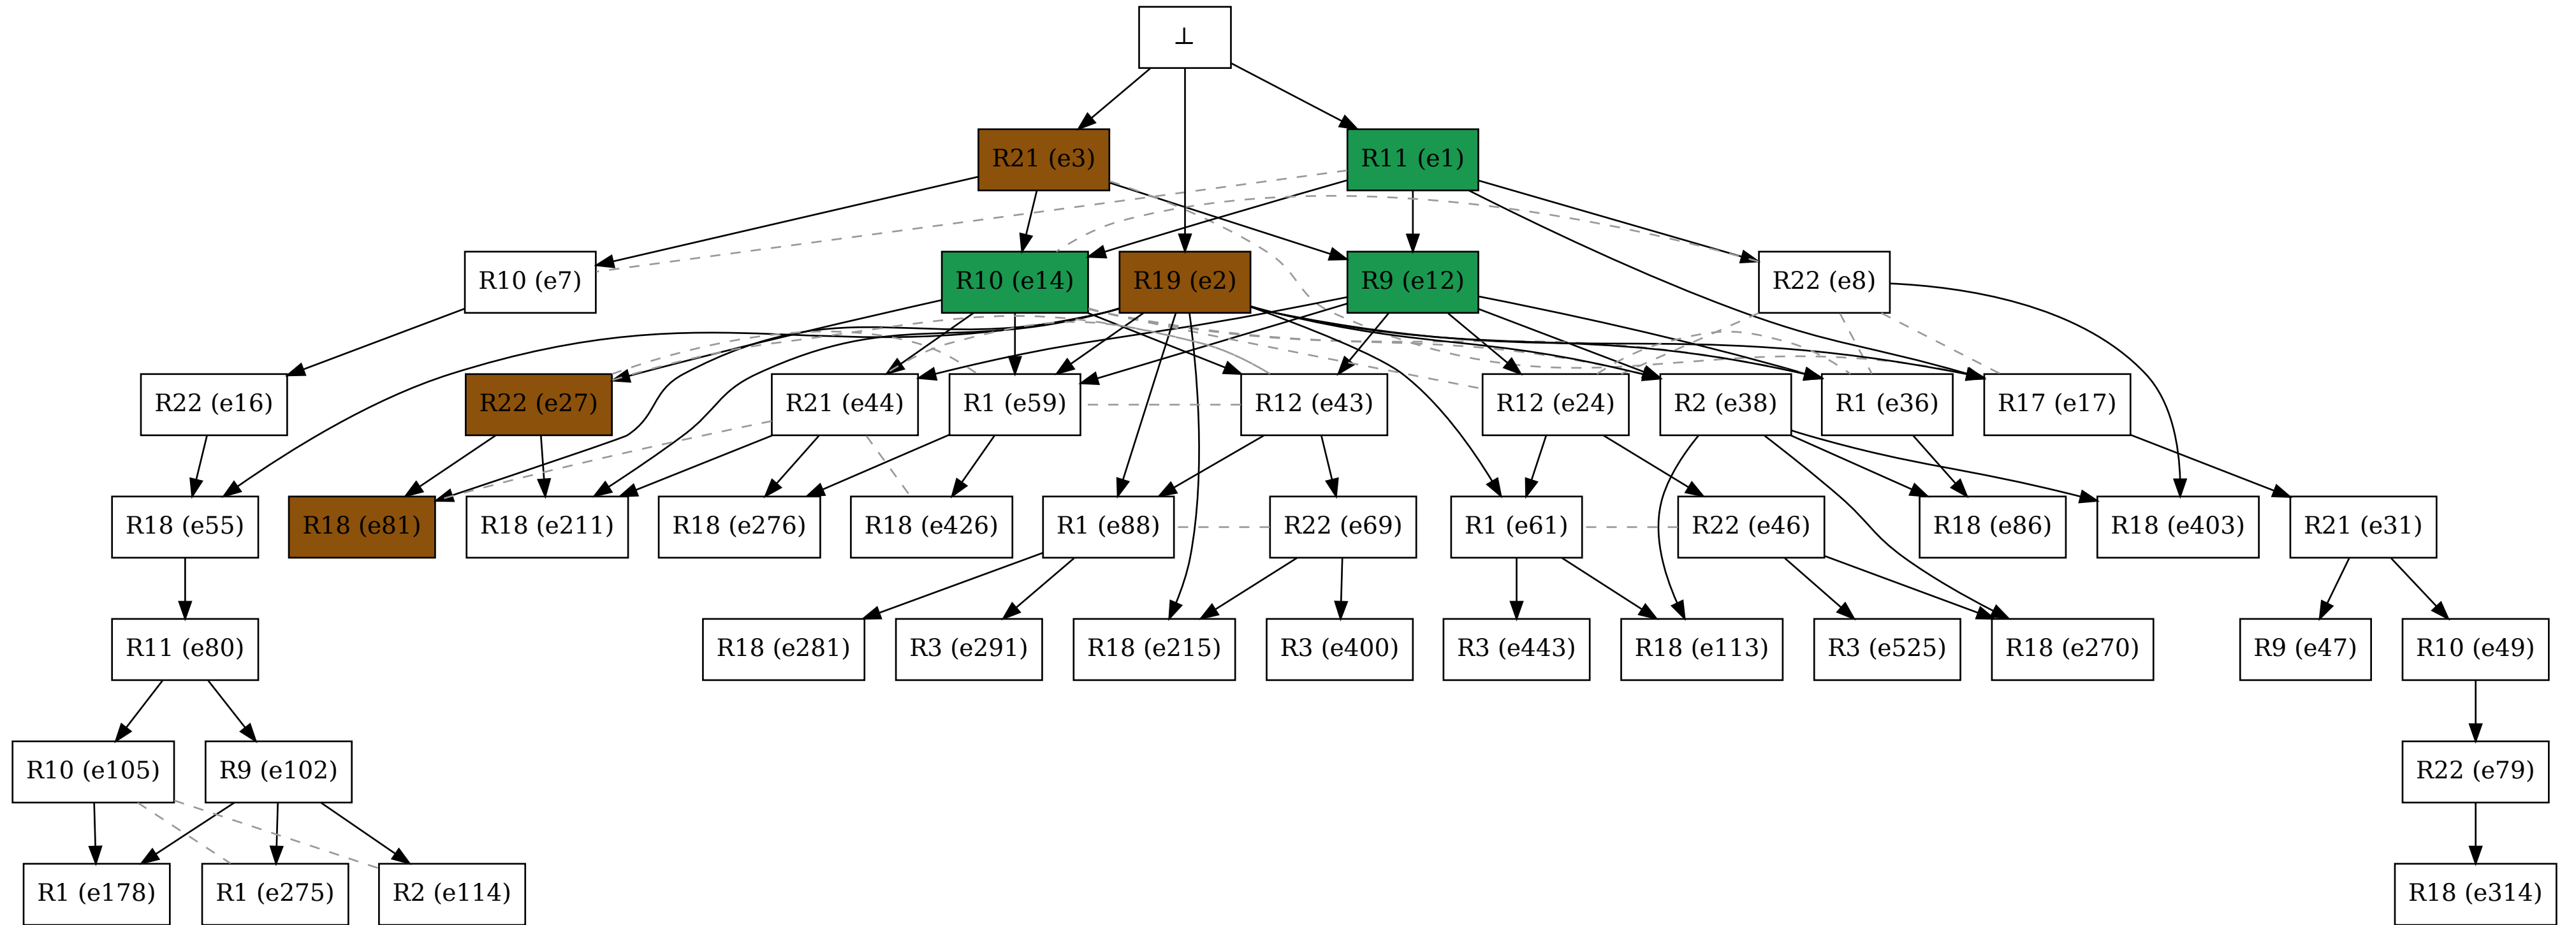 ⊥
R21 (e3)
R11 (e1)
R10 (e7)
R10 (e14)
R19 (e2)
R9 (e12)
R22 (e8)
R22 (e16)
R22 (e27)
R21 (e44)
R1 (e59)
R12 (e43)
R12 (e24)
R2 (e38)
R1 (e36)
R17 (e17)
R18 (e55)
R18 (e81)
R18 (e211)
R18 (e276)
R18 (e426)
R1 (e88)
R22 (e69)
R1 (e61)
R22 (e46)
R18 (e86)
R18 (e403)
R21 (e31)
R11 (e80)
R18 (e281)
R3 (e291)
R18 (e215)
R3 (e400)
R3 (e443)
R18 (e113)
R3 (e525)
R18 (e270)
R9 (e47)
R10 (e49)
R10 (e105)
R9 (e102)
R22 (e79)
R1 (e178)
R1 (e275)
R2 (e114)
R18 (e314)